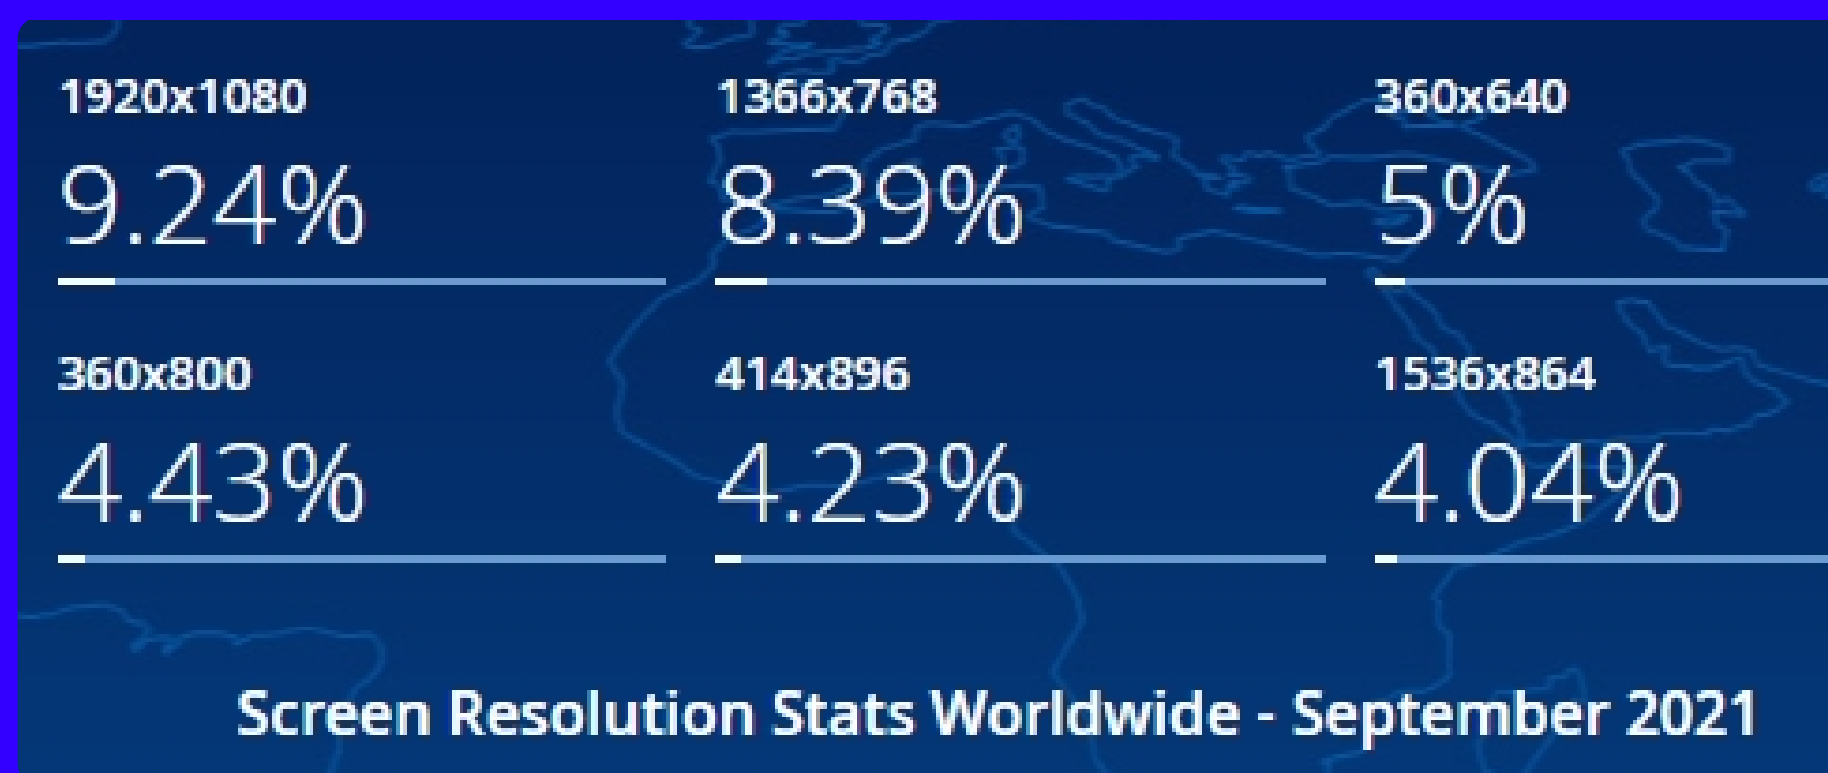 1920x1080 1366x768 360x640
9.24% 8.39% 5%
360x800 414x896 1536x864
4.43% 4.23% 4.04%
Screen Resolution Stats Worldwide - September 2021